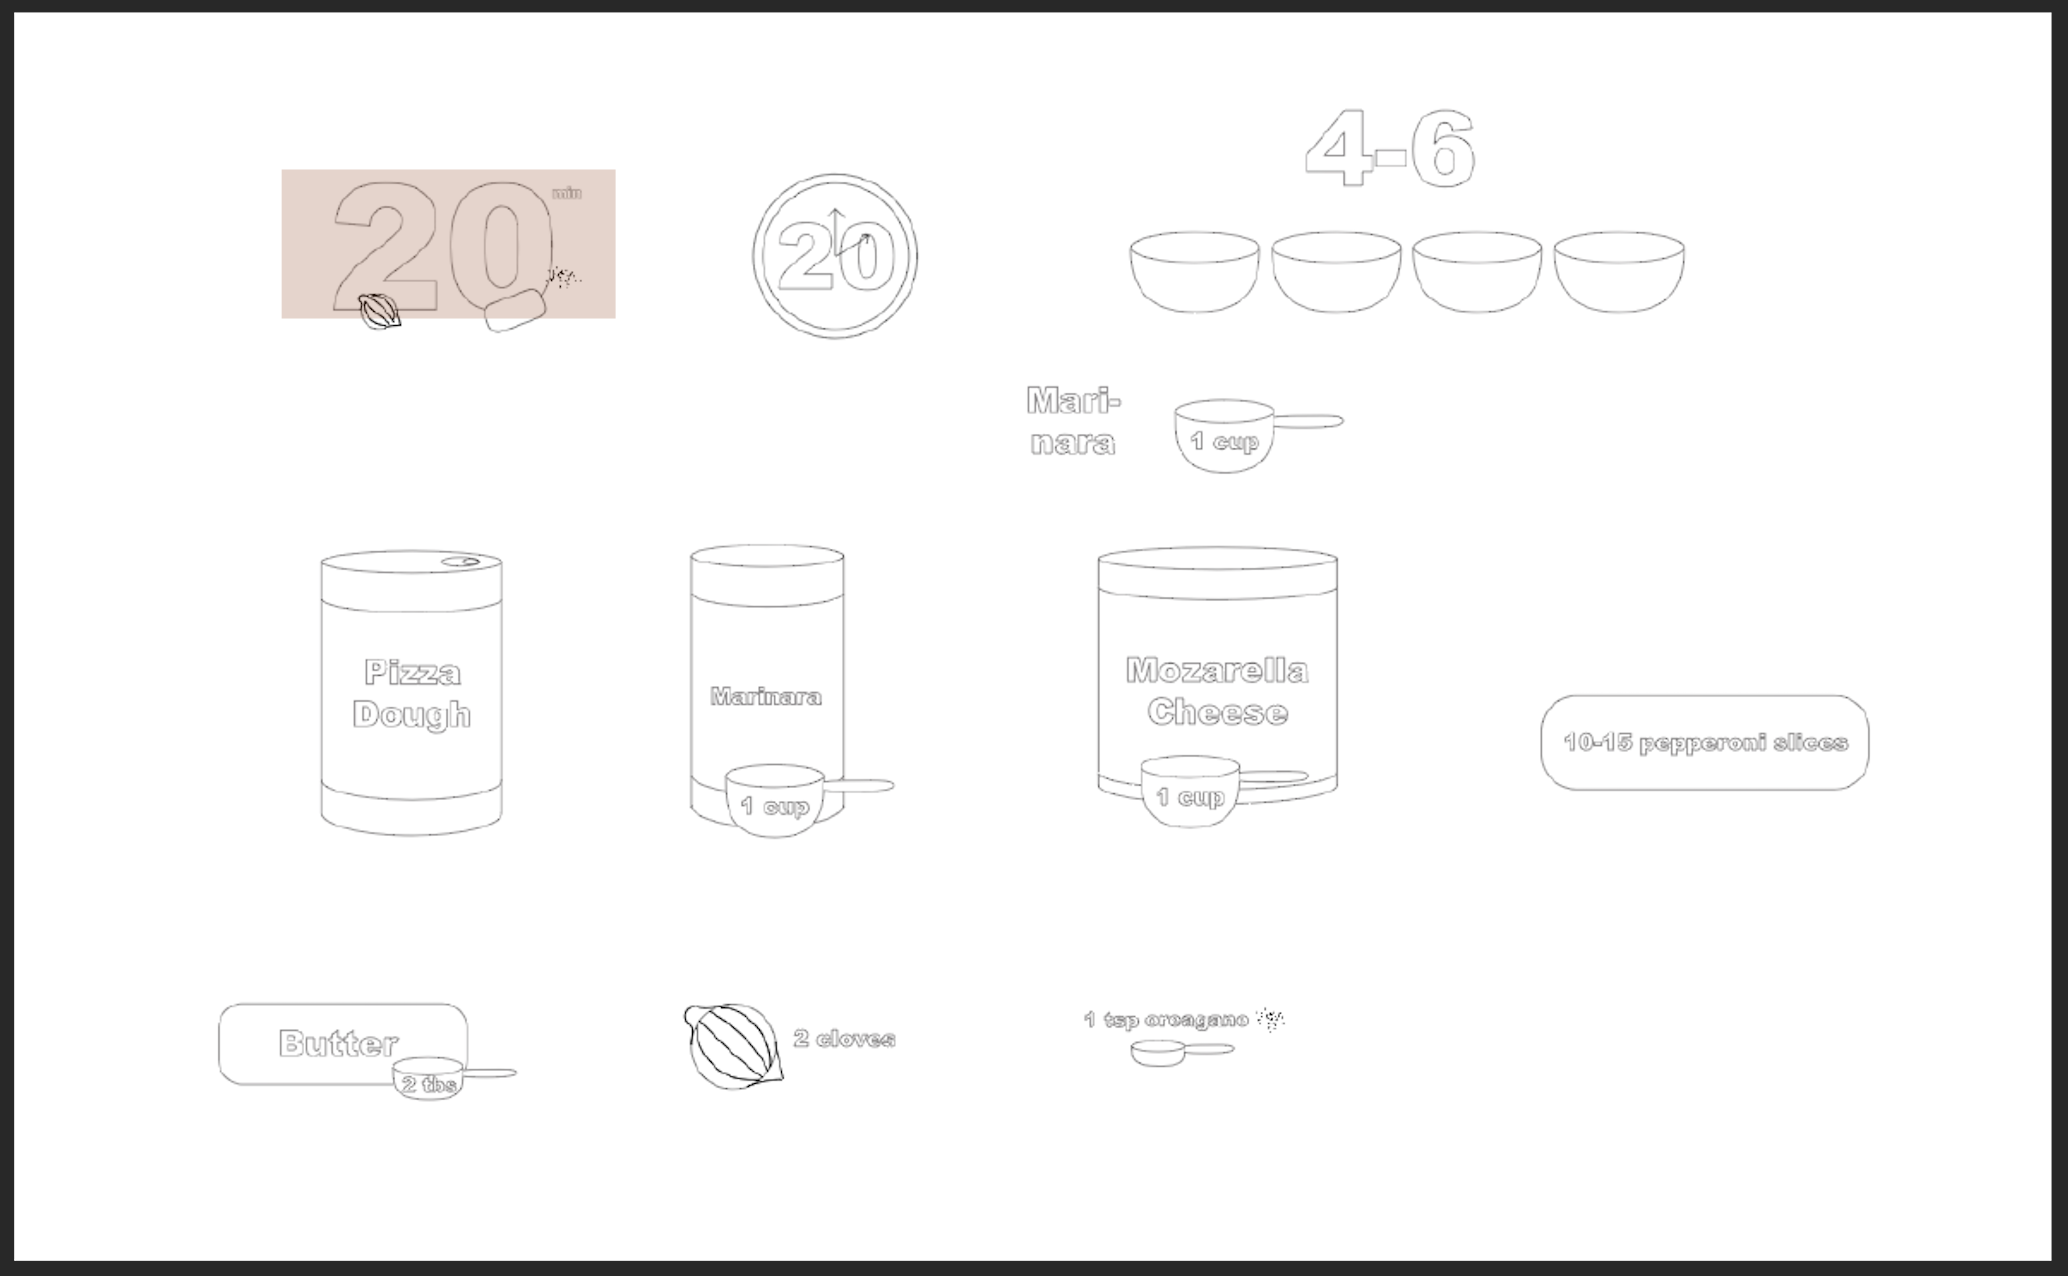 20 min
20
4-6
Mari-
nara
1 cup
Pizza
Dough
Marinara
1 cup
Mozarella
Cheese
1 cup
10-15 pepperoni slices
Butter
2 tbs
2 cloves
1 tsp oreagano